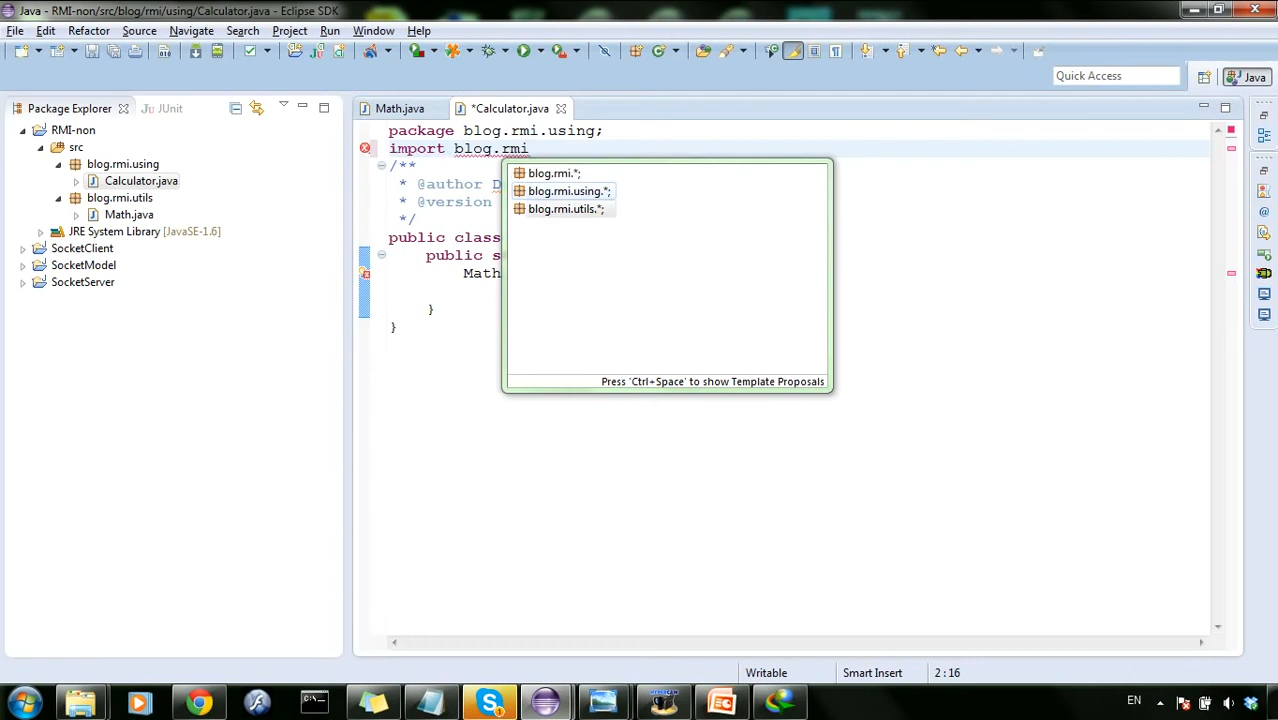 Java - RMI-non/src/blog/rmi/using/Calculator.java - Eclipse SDK
File Edit Refactor Source Navigate Search Project Run Window Help
Quick Access
Java
Package Explorer
JUnit
RMI-non
src
blog.rmi.using
Calculator.java
blog.rmi.utils
Math.java
JRE System Library [JavaSE-1.6]
SocketClient
SocketModel
SocketServer
Math.java
*Calculator.java
package blog.rmi.using;
import blog.rmi
/**
* @author D
* @version
*/
public class
public s
Math
}
}
blog.rmi.*;
blog.rmi.using.*;
blog.rmi.utils.*;
Press 'Ctrl+Space' to show Template Proposals
Writable
Smart Insert
2 : 16
EN